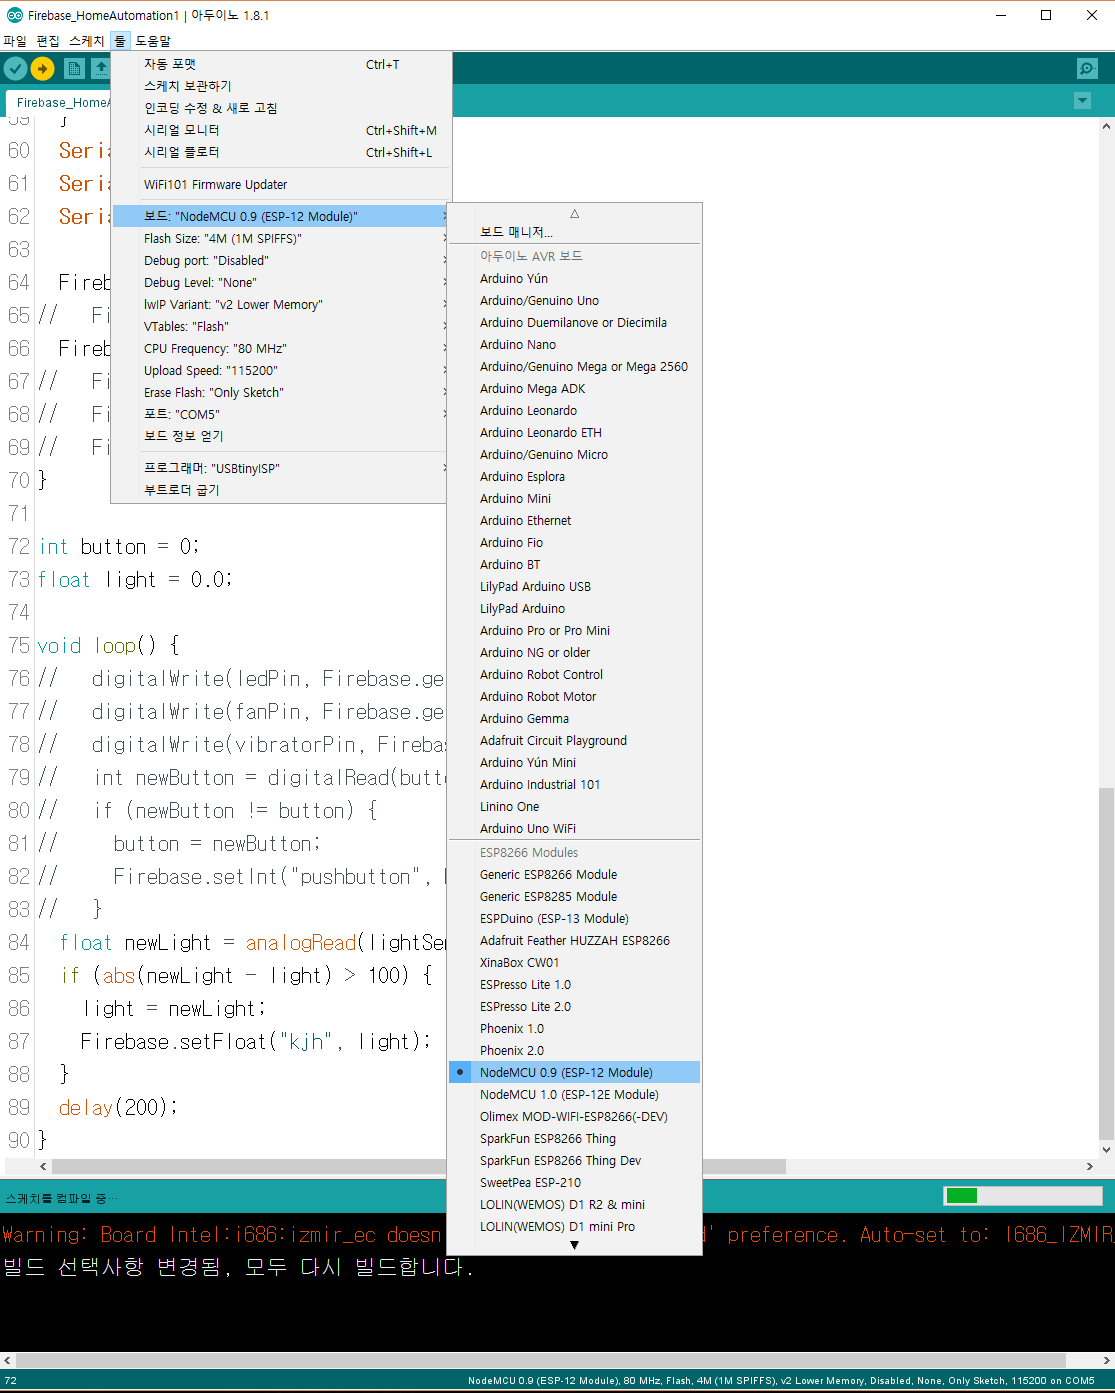 Firebase_HomeAutomation1 | 아두이노 1.8.1
파일 편집 스케치 툴 도움말
Firebase_HomeA
자동 포맷 Ctrl+T
스케치 보관하기
인코딩 수정 & 새로 고침
시리얼 모니터 Ctrl+Shift+M
시리얼 플로터 Ctrl+Shift+L
WiFi101 Firmware Updater
보드: "NodeMCU 0.9 (ESP-12 Module)"
Flash Size: "4M (1M SPIFFS)"
Debug port: "Disabled"
Debug Level: "None"
lwIP Variant: "v2 Lower Memory"
VTables: "Flash"
CPU Frequency: "80 MHz"
Upload Speed: "115200"
Erase Flash: "Only Sketch"
포트: "COM5"
보드 정보 얻기
프로그래머: "USBtinyISP"
부트로더 굽기
보드 매니저...
아두이노 AVR 보드
Arduino Yún
Arduino/Genuino Uno
Arduino Duemilanove or Diecimila
Arduino Nano
Arduino/Genuino Mega or Mega 2560
Arduino Mega ADK
Arduino Leonardo
Arduino Leonardo ETH
Arduino/Genuino Micro
Arduino Esplora
Arduino Mini
Arduino Ethernet
Arduino Fio
Arduino BT
LilyPad Arduino USB
LilyPad Arduino
Arduino Pro or Pro Mini
Arduino NG or older
Arduino Robot Control
Arduino Robot Motor
Arduino Gemma
Adafruit Circuit Playground
Arduino Yún Mini
Arduino Industrial 101
Linino One
Arduino Uno WiFi
ESP8266 Modules
Generic ESP8266 Module
Generic ESP8285 Module
ESPDuino (ESP-13 Module)
Adafruit Feather HUZZAH ESP8266
XinaBox CW01
ESPresso Lite 1.0
ESPresso Lite 2.0
Phoenix 1.0
Phoenix 2.0
NodeMCU 0.9 (ESP-12 Module)
NodeMCU 1.0 (ESP-12E Module)
Olimex MOD-WIFI-ESP8266(-DEV)
SparkFun ESP8266 Thing
SparkFun ESP8266 Thing Dev
SweetPea ESP-210
LOLIN(WEMOS) D1 R2 & mini
LOLIN(WEMOS) D1 mini Pro
59 }
60 Seria
61 Seria
62 Seria
63
64 Fireb
65 // Fi
66 Fireb
67 // Fi
68 // Fi
69 // Fi
70 }
71
72 int button = 0;
73 float light = 0.0;
74
75 void loop() {
76 // digitalWrite(ledPin, Firebase.ge
77 // digitalWrite(fanPin, Firebase.ge
78 // digitalWrite(vibratorPin, Fireba
79 // int newButton = digitalRead(butt
80 // if (newButton != button) {
81 // button = newButton;
82 // Firebase.setInt("pushbutton",
83 // }
84 float newLight = analogRead(lightSe
85 if (abs(newLight - light) > 100) {
86 light = newLight;
87 Firebase.setFloat("kjh", light);
88 }
89 delay(200);
90 }
스케치를 컴파일 중…
Warning: Board Intel:i686:izmir_ec doesn d' preference. Auto-set to: I686_IZMIR_
빌드 선택사항 변경됨, 모두 다시 빌드합니다.
72 NodeMCU 0.9 (ESP-12 Module), 80 MHz, Flash, 4M (1M SPIFFS), v2 Lower Memory, Disabled, None, Only Sketch, 115200 on COM5